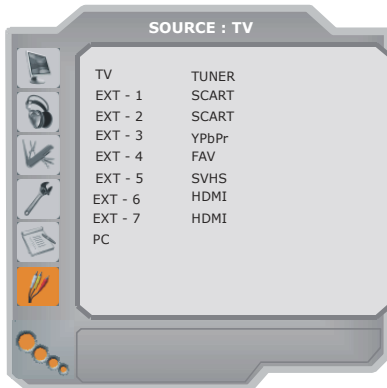 SOURCE : TV
TV TUNER
EXT - 1 SCART
EXT - 2 SCART
EXT - 3 YPbPr
EXT - 4 FAV
EXT - 5 SVHS
EXT - 6 HDMI
EXT - 7 HDMI
PC